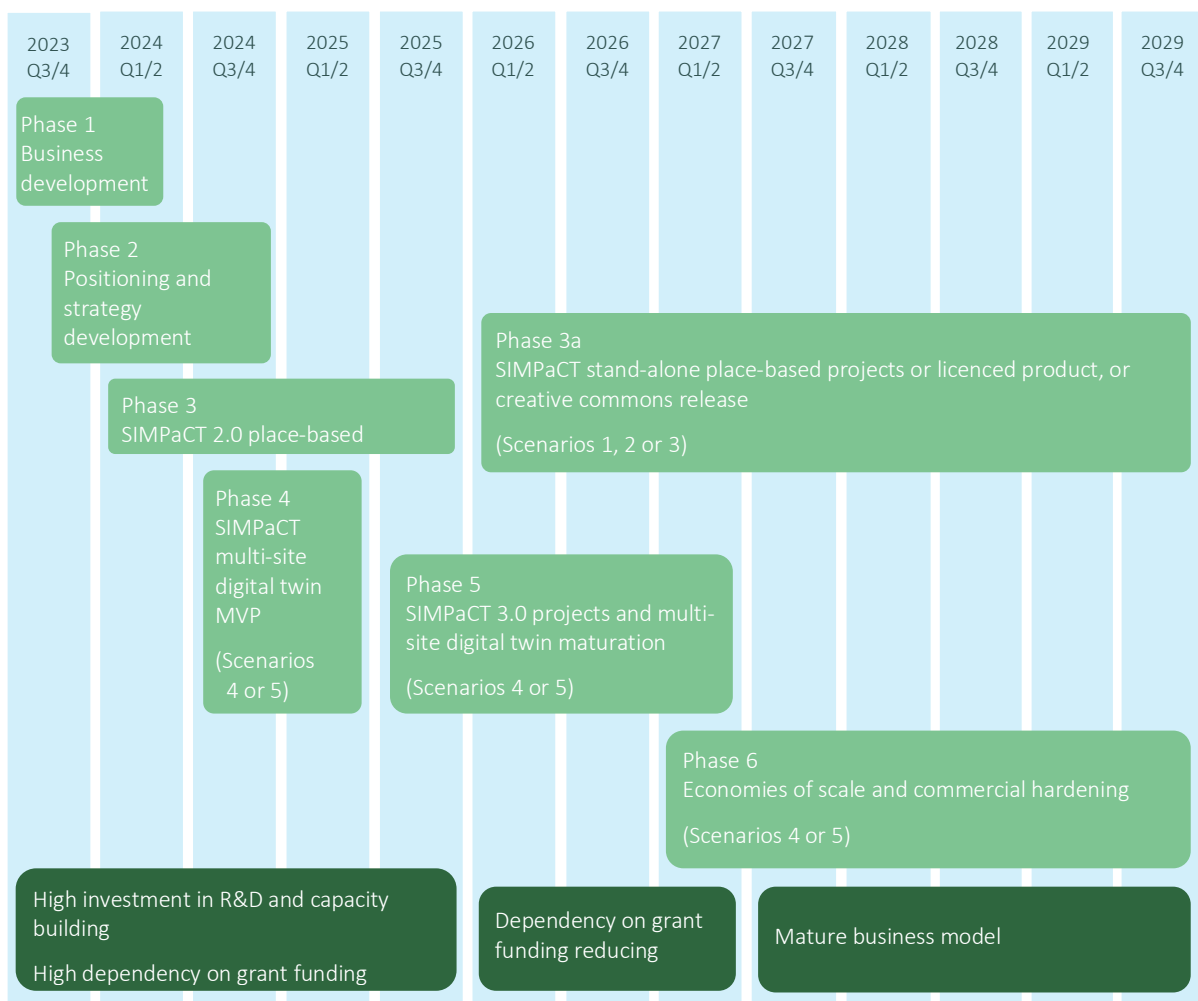 2023 2024 2024 2025 2025 2026 2026 2027 2027 2028 2028 2029 2029
Q3/4 Q1/2 Q3/4 Q1/2 Q3/4 Q1/2 Q3/4 Q1/2 Q3/4 Q1/2 Q3/4 Q1/2 Q3/4
Phase 1
Business
development
Phase 2
Positioning and
strategy
development
Phase 3
SIMPaCT 2.0 place-based
Phase 3a
SIMPaCT stand-alone place-based projects or licenced product, or
creative commons release
(Scenarios 1, 2 or 3)
Phase 4
SIMPaCT
multi-site
digital twin
MVP
(Scenarios
4 or 5)
Phase 5
SIMPaCT 3.0 projects and multi-
site digital twin maturation
(Scenarios 4 or 5)
Phase 6
Economies of scale and commercial hardening
(Scenarios 4 or 5)
High investment in R&D and capacity
building
High dependency on grant funding
Dependency on grant
funding reducing
Mature business model